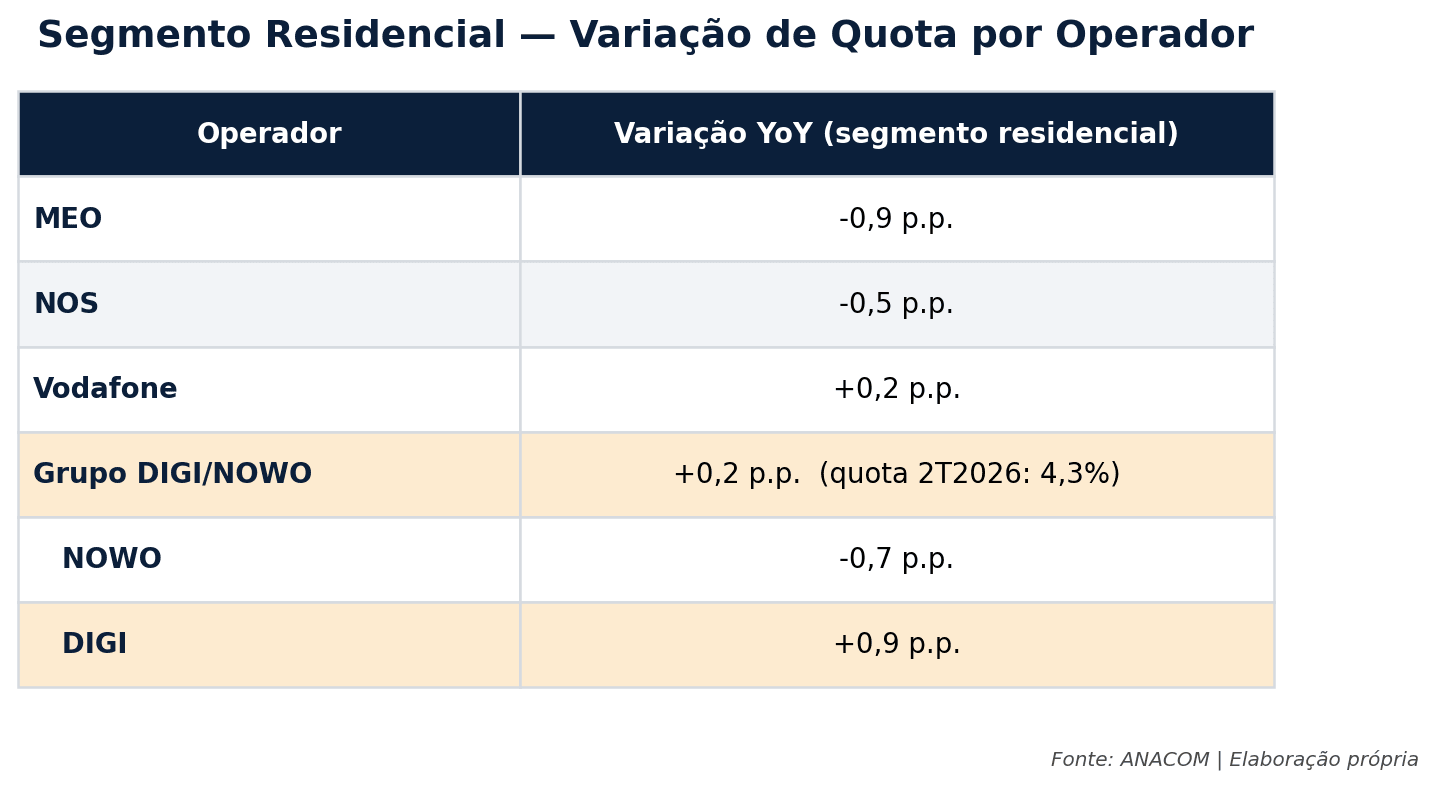 Segmento Residencial — Variação de Quota por Operador
Operador Variação YoY (segmento residencial)
MEO -0,9 p.p.
NOS -0,5 p.p.
Vodafone +0,2 p.p.
Grupo DIGI/NOWO +0,2 p.p. (quota 2T2026: 4,3%)
NOWO -0,7 p.p.
DIGI +0,9 p.p.
Fonte: ANACOM | Elaboração própria